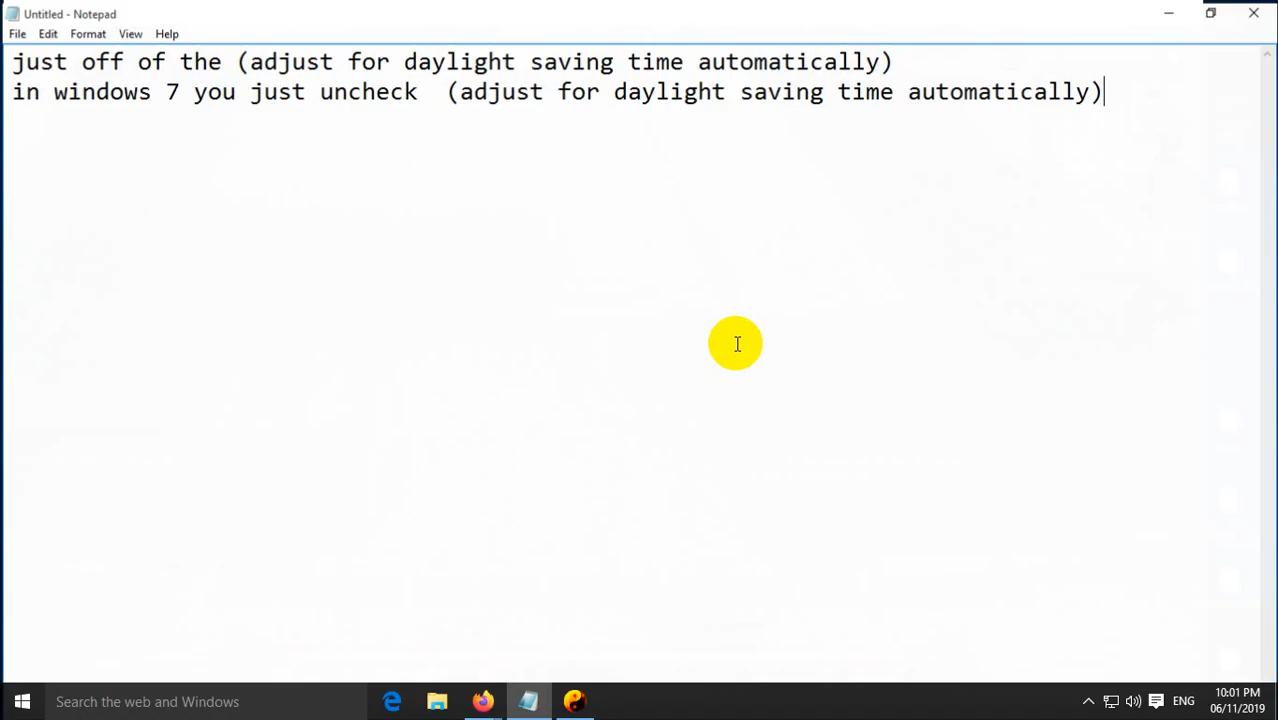 Untitled - Notepad
File Edit Format View Help
just off of the (adjust for daylight saving time automatically)
in windows 7 you just uncheck  (adjust for daylight saving time automatically)
Search the web and Windows
ENG
10:01 PM
06/11/2019